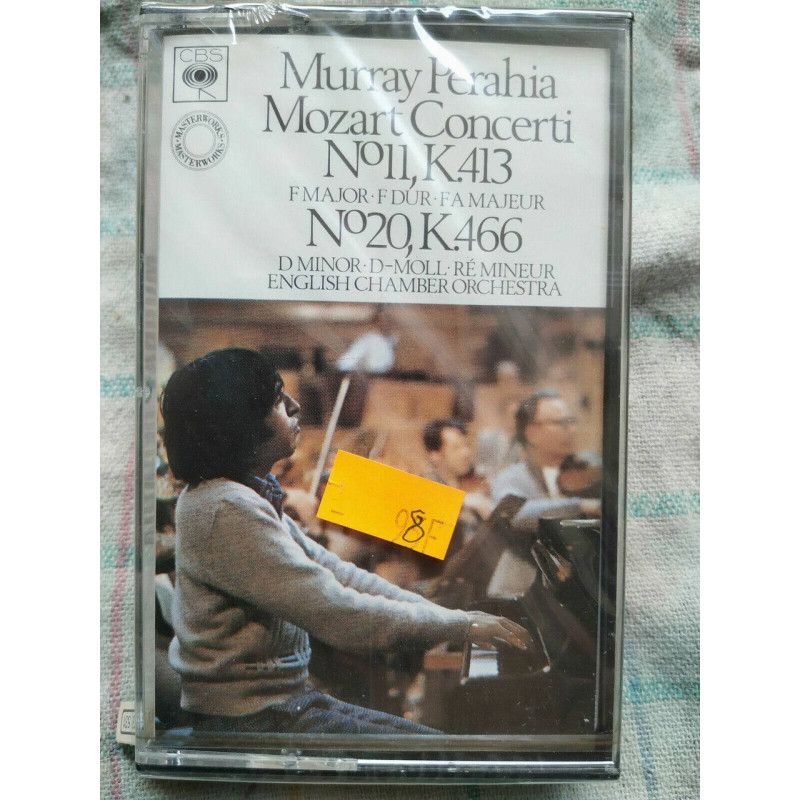 CBS
MASTERWORKS • MASTERWORKS •
Murray Perahia
Mozart Concerti
Nº11, K.413
F MAJOR · F DUR · FA MAJEUR
Nº20, K.466
D MINOR · D-MOLL · RÉ MINEUR
ENGLISH CHAMBER ORCHESTRA